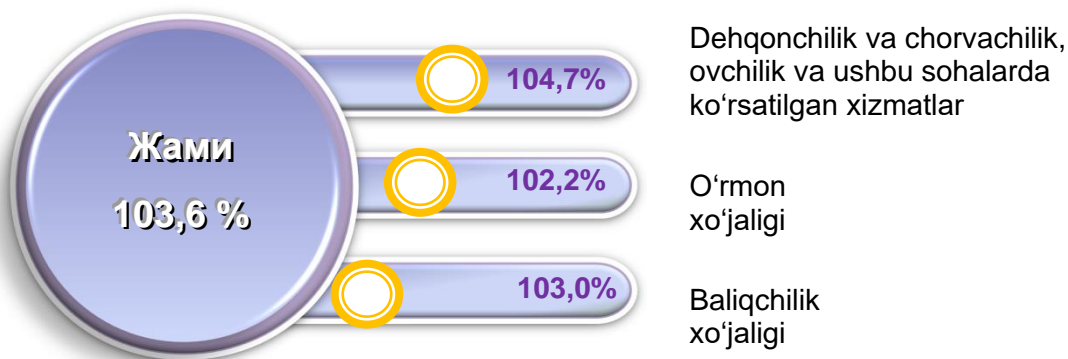 Жами
103,6 %
104,7%
Dehqonchilik va chorvachilik,
ovchilik va ushbu sohalarda
ko‘rsatilgan xizmatlar
102,2%
O‘rmon
xo‘jaligi
103,0%
Baliqchilik
xo‘jaligi